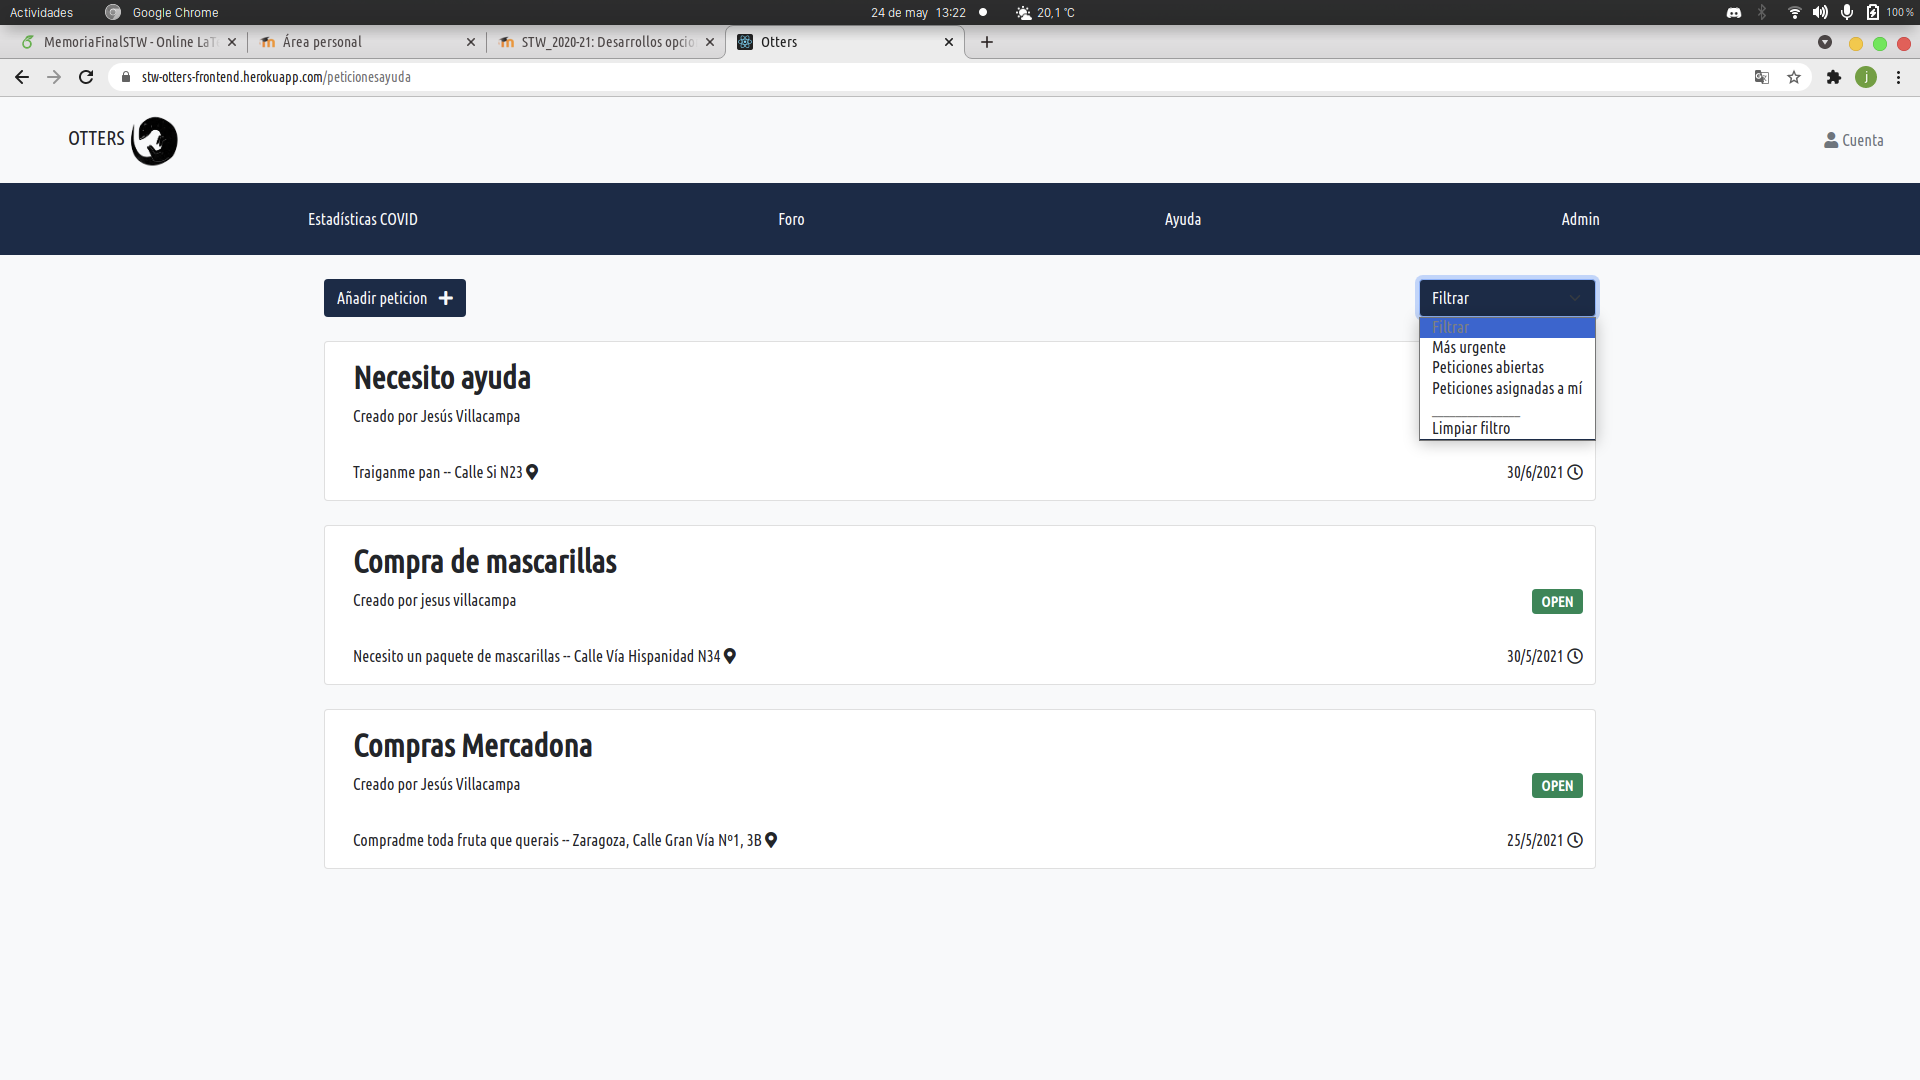 Actividades
Google Chrome
24 de may 13:22
20,1 °C
100 %
MemoriaFinalSTW - Online LaT
Área personal
STW_2020-21: Desarrollos opcio
Otters
stw-otters-frontend.herokuapp.com/peticionesayuda
j
OTTERS
Cuenta
Estadísticas COVID
Foro
Ayuda
Admin
Añadir peticion
Filtrar
Filtrar
Más urgente
Peticiones abiertas
Peticiones asignadas a mí
_______________
Limpiar filtro
Necesito ayuda
Creado por Jesús Villacampa
Traiganme pan -- Calle Si N23
30/6/2021
Compra de mascarillas
Creado por jesus villacampa
OPEN
Necesito un paquete de mascarillas -- Calle Vía Hispanidad N34
30/5/2021
Compras Mercadona
Creado por Jesús Villacampa
OPEN
Compradme toda fruta que querais -- Zaragoza, Calle Gran Vía Nº1, 3B
25/5/2021